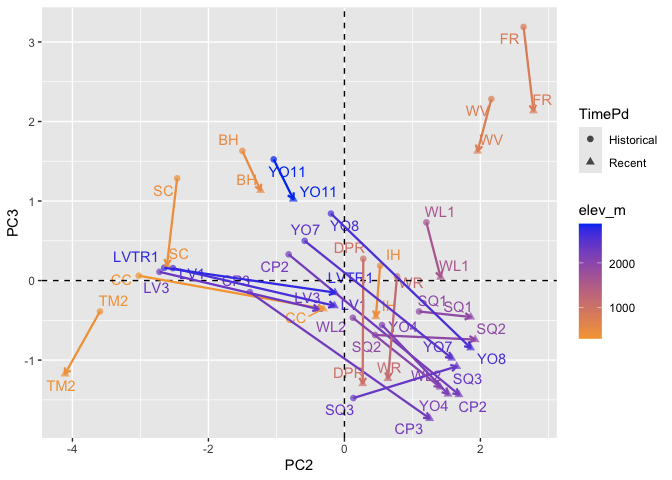 FR
3
FR
WV
2
WV
BH
YO11
BH
YO11
SC
1
WL1
YO8
YO7
SC
DPR
IH
LVTR1
CP2
WL1
LV1
LVTR1
0
CC
CP3
WR
LV3
LV3
SQ1
SQ1
TM2
LV1
IH
CC
WL2
YO4
SQ2
SQ2
YO7
YO8
-1
DPR
WR
WL2
SQ3
TM2
YO4
CP2
SQ3
CP3
-4
-2
0
2
PC2
PC3
TimePd
Historical
Recent
elev_m
2000
1000